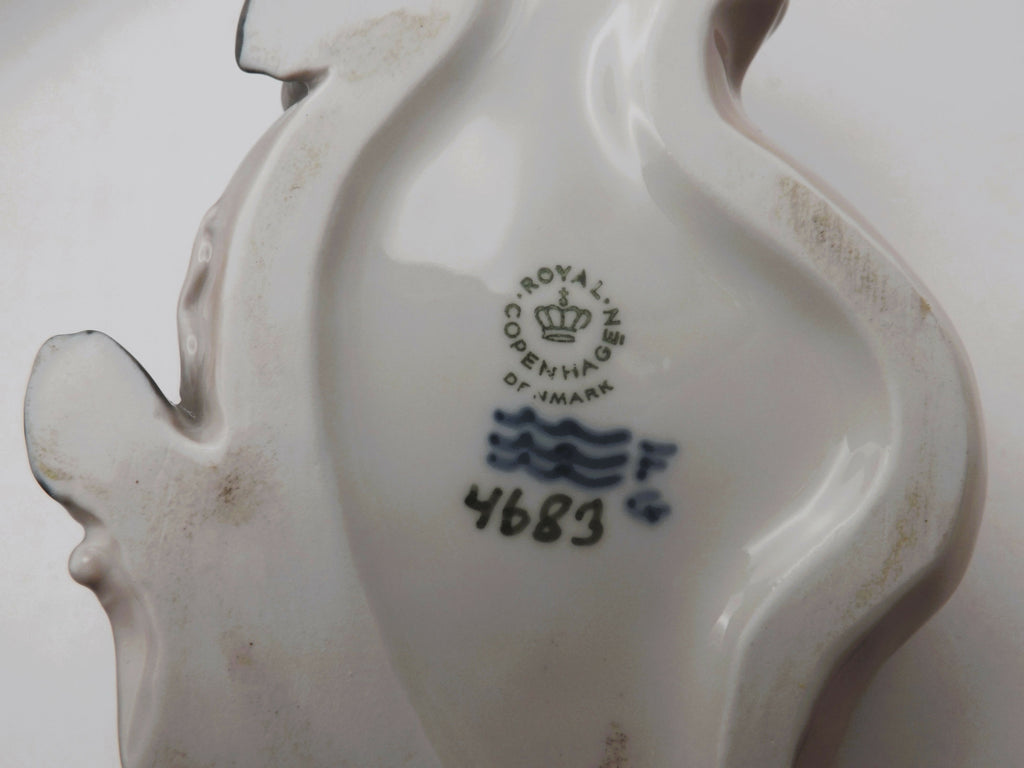 ROYAL
COPENHAGEN
DENMARK
4683